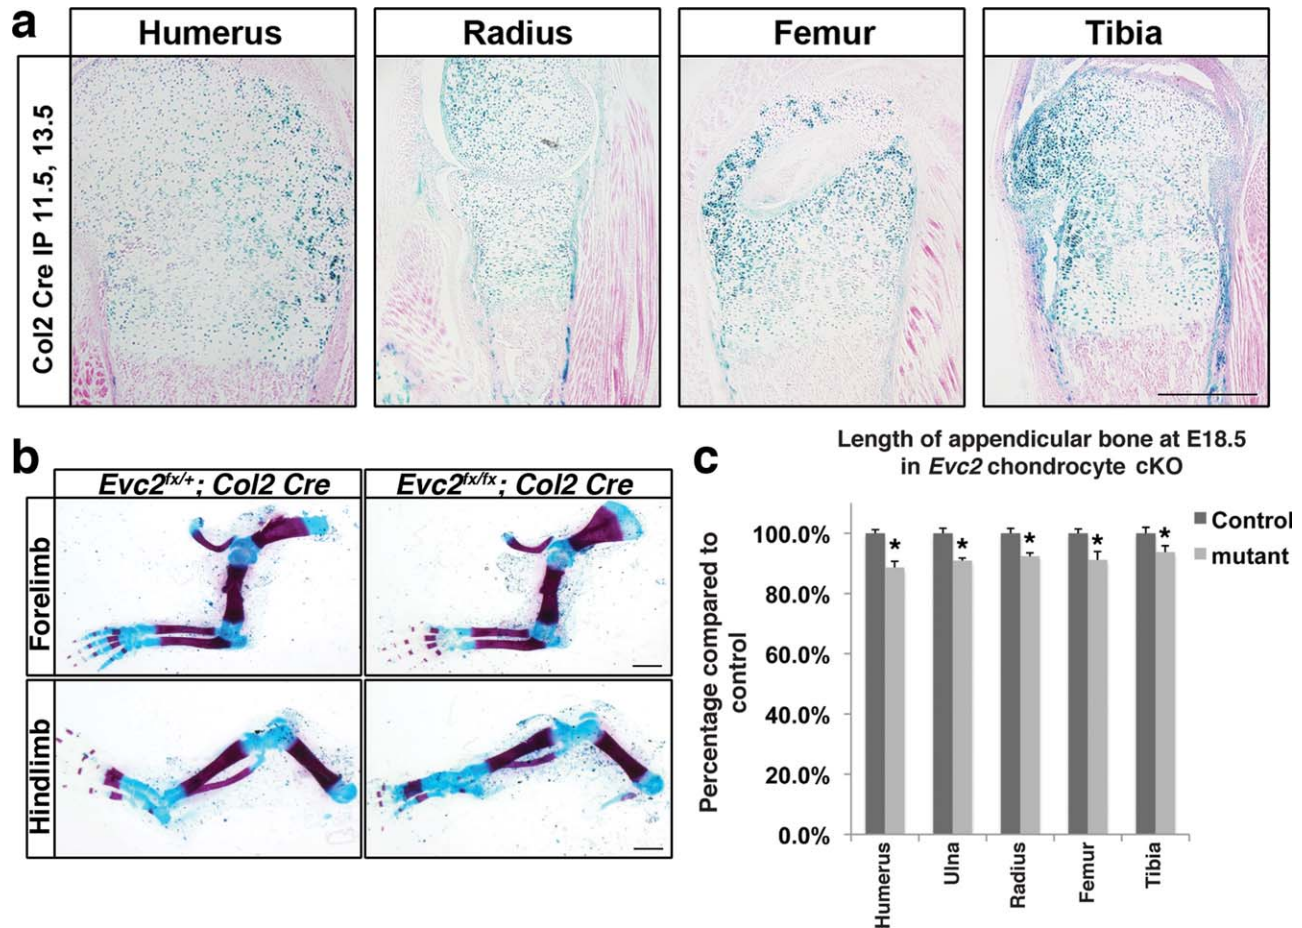 a
Humerus
Radius
Femur
Tibia
Col2 Cre IP 11.5, 13.5
b
Evc2fx/+; Col2 Cre
Evc2fx/fx; Col2 Cre
Forelimb
Hindlimb
c
Length of appendicular bone at E18.5
in Evc2 chondrocyte cKO
Percentage compared to
control
100.0%
80.0%
60.0%
40.0%
20.0%
0.0%
* * * * *
Control
mutant
Humerus
Ulna
Radius
Femur
Tibia